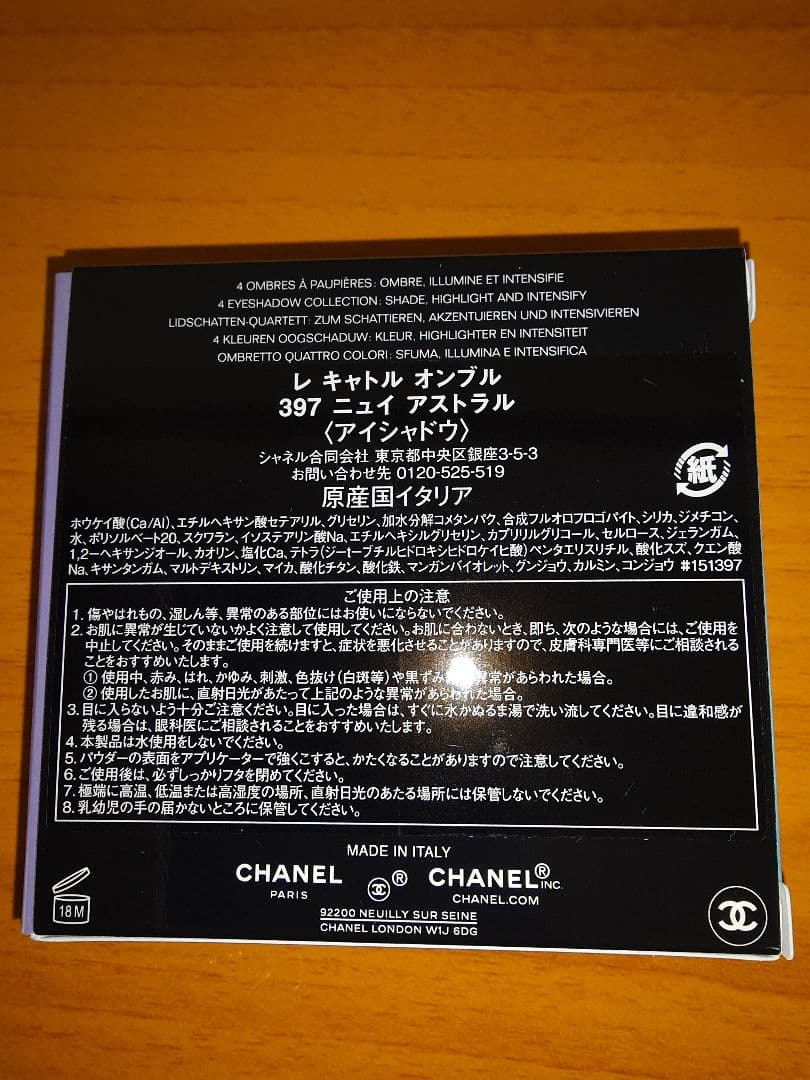 4 OMBRES À PAUPIÈRES : OMBRE, ILLUMINE ET INTENSIFIE
4 EYESHADOW COLLECTION : SHADE, HIGHLIGHT AND INTENSIFY
LIDSCHATTEN-QUARTETT : ZUM SCHATTIEREN, AKZENTUIEREN UND INTENSIVIEREN
4 KLEUREN OOGSCHADUW : KLEUR, HIGHLIGHTER EN INTENSITEIT
OMBRETTO QUATTRO COLORI : SFUMA, ILLUMINA E INTENSIFICA
レ キャトル オンブル
397 ニュイ アストラル
〈アイシャドウ〉
シャネル合同会社 東京都中央区銀座3-5-3
お問い合わせ先 0120-525-519
原産国イタリア
紙
ホウケイ酸(Ca/Al)、エチルヘキサン酸セテアリル、グリセリン、加水分解コメタンパク、合成フルオロフロゴパイト、シリカ、ジメチコン、
水、ポリソルベート20、スクワラン、イソステアリン酸Na、エチルヘキシルグリセリン、カプリリルグリコール、セルロース、ジェランガム、
1,2-ヘキサンジオール、カオリン、塩化Ca、テトラ(ジ-t-ブチルヒドロキシヒドロケイヒ酸)ペンタエリスリチル、酸化スズ、クエン酸
Na、キサンタンガム、マルトデキストリン、マイカ、酸化チタン、酸化鉄、マンガンバイオレット、グンジョウ、カルミン、コンジョウ #151397
ご使用上の注意
1. 傷やはれもの、湿しん等、異常のある部位にはお使いにならないでください。
2. お肌に異常が生じていないかよく注意して使用してください。お肌に合わないとき、即ち、次のような場合には、ご使用を
中止してください。そのままご使用を続けますと、症状を悪化させることがありますので、皮膚科専門医等にご相談される
ことをおすすめいたします。
① 使用中、赤み、はれ、かゆみ、刺激、色抜け(白斑等)や黒ずみ 異常があらわれた場合。
② 使用したお肌に、直射日光があたって上記のような異常があらわれた場合。
3. 目に入らないよう十分ご注意ください。目に入った場合は、すぐに水かぬるま湯で洗い流してください。目に違和感が
残る場合は、眼科医にご相談されることをおすすめいたします。
4. 本製品は水使用をしないでください。
5. パウダーの表面をアプリケーターで強くこすると、かたくなることがありますので注意してください。
6. ご使用後は、必ずしっかりフタを閉めてください。
7. 極端に高温、低温または高湿度の場所、直射日光のあたる場所には保管しないでください。
8. 乳幼児の手の届かないところに保管してください。
MADE IN ITALY
CHANEL ® CHANEL® INC.
PARIS CHANEL.COM
92200 NEUILLY SUR SEINE
CHANEL LONDON W1J 6DG
18 M